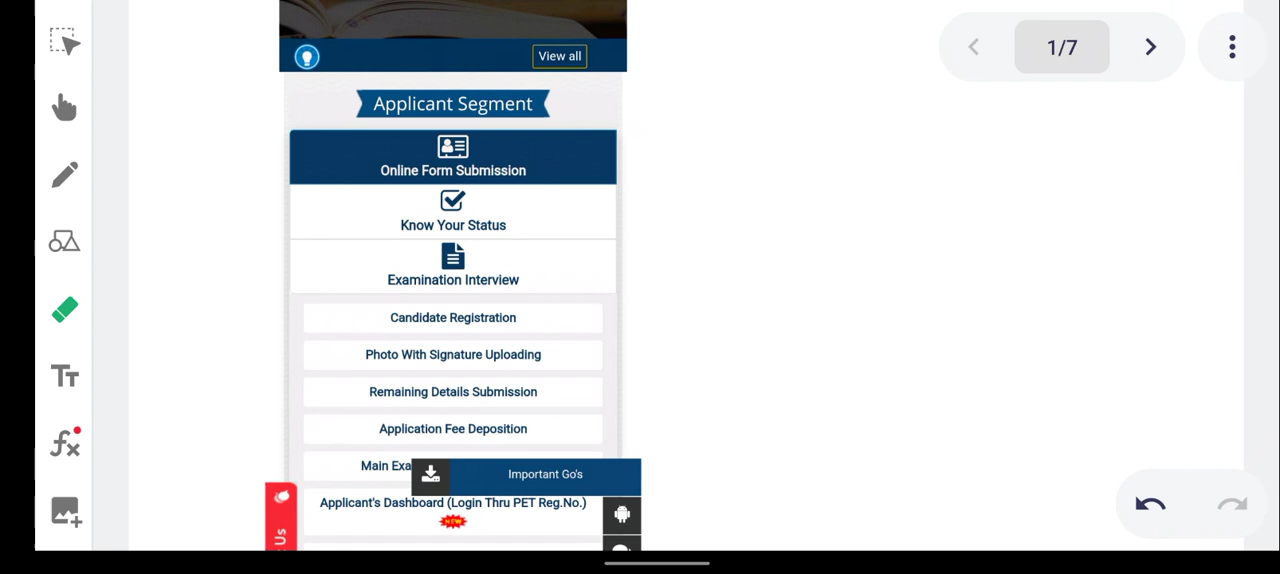 1/7
View all
Applicant Segment
Online Form Submission
Know Your Status
Examination Interview
Candidate Registration
Photo With Signature Uploading
Remaining Details Submission
Application Fee Deposition
Main Exa
Important Go's
Applicant's Dashboard (Login Thru PET Reg.No.)
NEW
Us
Tт
fx